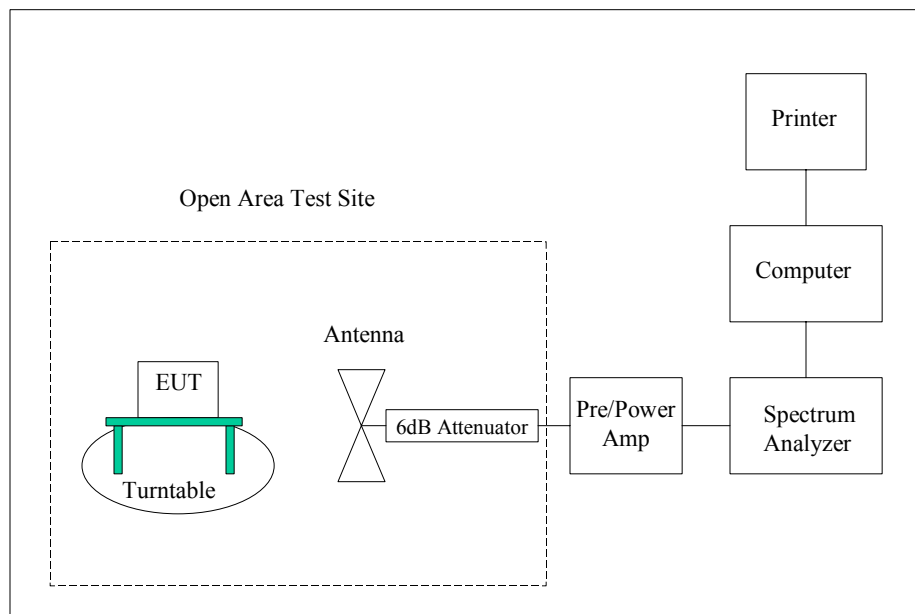 Printer
Open Area Test Site
Computer
Antenna
EUT
Pre/Power
Amp
Spectrum
Analyzer
6dB Attenuator
Turntable